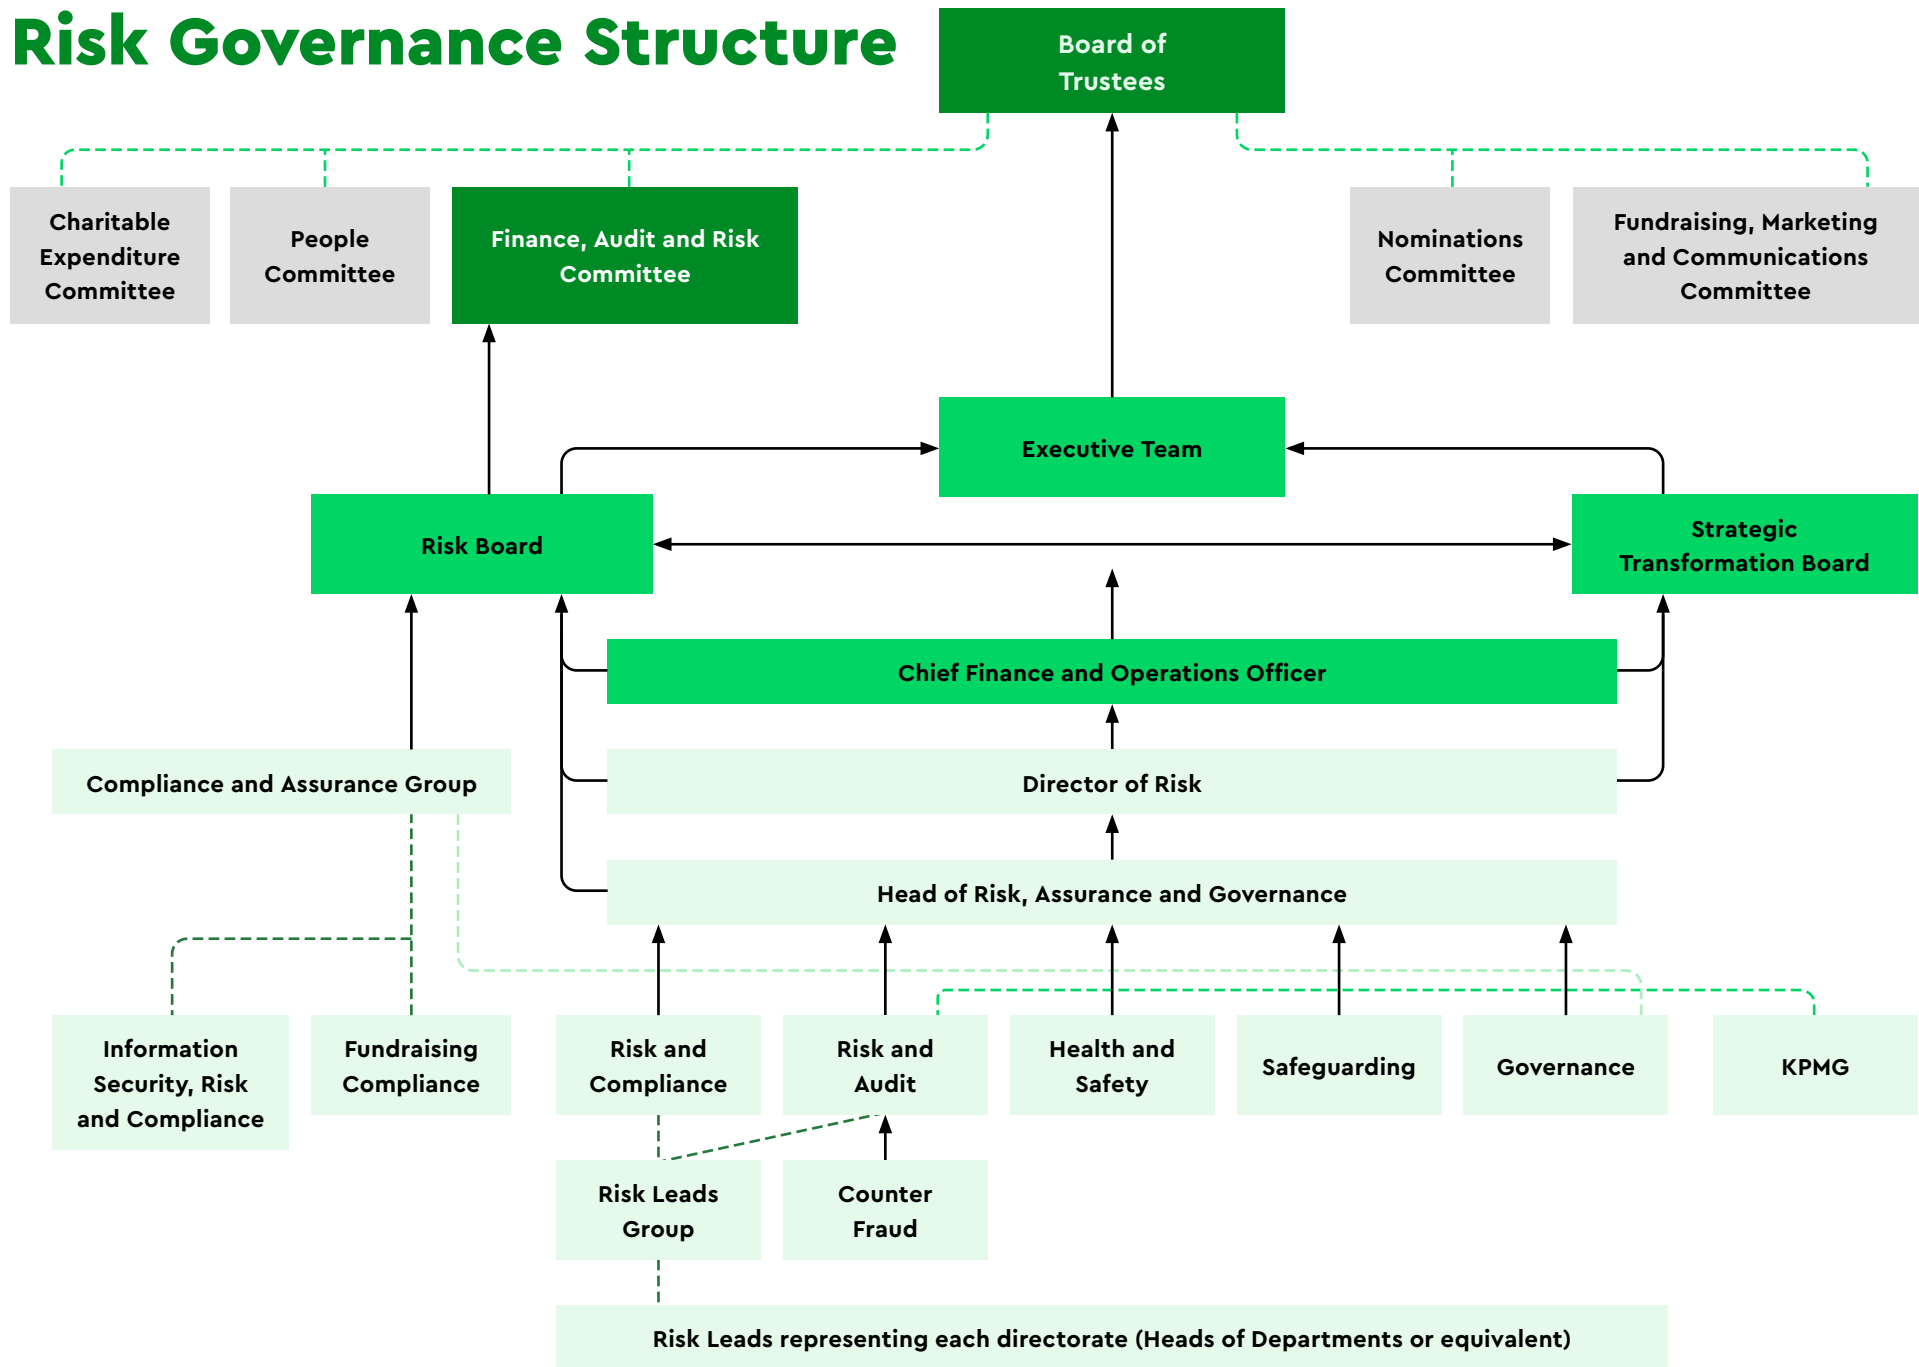 Risk Governance Structure
Board of
Trustees
Charitable
Expenditure
Committee
People
Committee
Finance, Audit and Risk
Committee
Nominations
Committee
Fundraising, Marketing
and Communications
Committee
Executive Team
Risk Board
Strategic
Transformation Board
Chief Finance and Operations Officer
Compliance and Assurance Group
Director of Risk
Head of Risk, Assurance and Governance
Information
Security, Risk
and Compliance
Fundraising
Compliance
Risk and
Compliance
Risk and
Audit
Health and
Safety
Safeguarding
Governance
KPMG
Risk Leads
Group
Counter
Fraud
Risk Leads representing each directorate (Heads of Departments or equivalent)